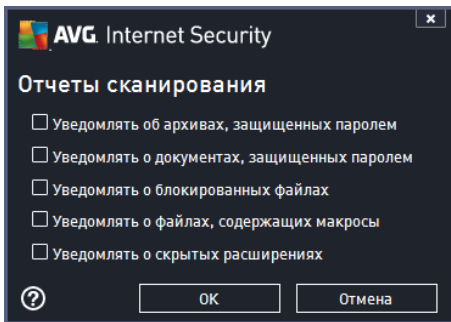 AVG. Internet Security
x
Отчеты сканирования
Уведомлять об архивах, защищенных паролем
Уведомлять о документах, защищенных паролем
Уведомлять о блокированных файлах
Уведомлять о файлах, содержащих макросы
Уведомлять о скрытых расширениях
?
ОК
Отмена